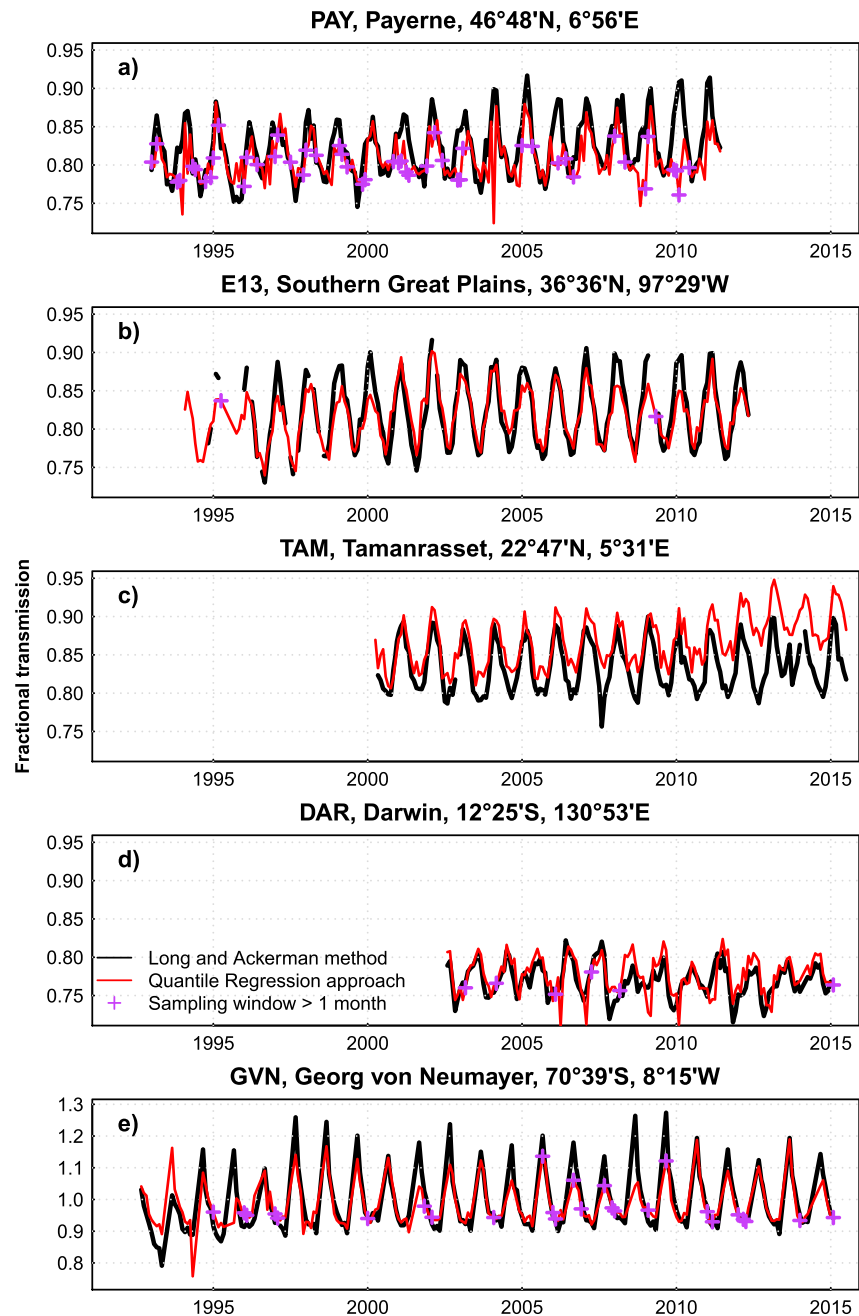 PAY, Payerne, 46°48'N, 6°56'E
a)
0.95
0.90
0.85
0.80
0.75
1995 2000 2005 2010 2015
E13, Southern Great Plains, 36°36'N, 97°29'W
b)
0.95
0.90
0.85
0.80
0.75
1995 2000 2005 2010 2015
TAM, Tamanrasset, 22°47'N, 5°31'E
c)
0.95
0.90
0.85
0.80
0.75
Fractional transmission
1995 2000 2005 2010 2015
DAR, Darwin, 12°25'S, 130°53'E
d)
0.95
0.90
0.85
0.80
0.75
Long and Ackerman method
Quantile Regression approach
Sampling window > 1 month
1995 2000 2005 2010 2015
GVN, Georg von Neumayer, 70°39'S, 8°15'W
e)
1.3
1.2
1.1
1.0
0.9
0.8
1995 2000 2005 2010 2015